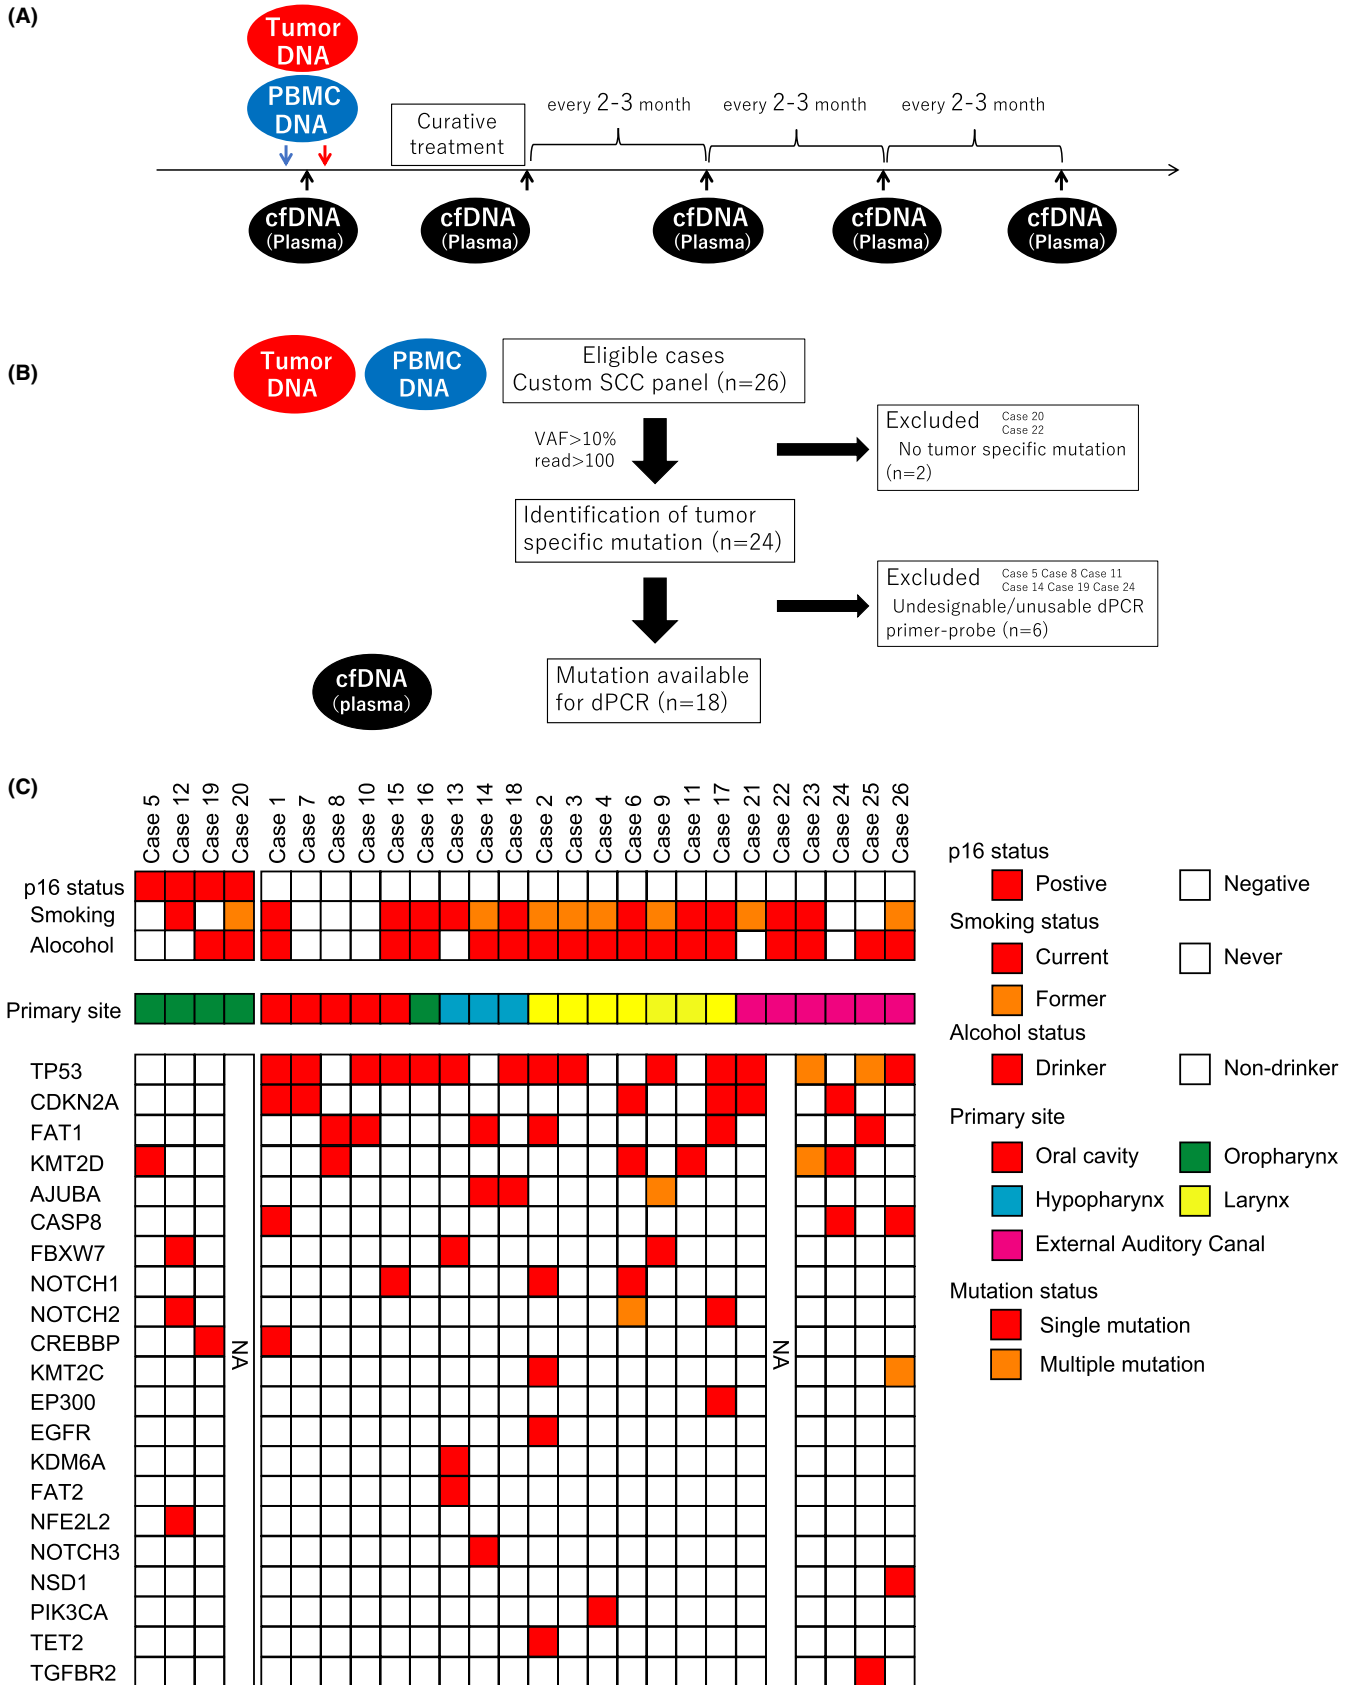 (A)
Tumor
DNA
PBMC
DNA
Curative
treatment
every 2-3 month
every 2-3 month
every 2-3 month
cfDNA
(Plasma)
cfDNA
(Plasma)
cfDNA
(Plasma)
cfDNA
(Plasma)
cfDNA
(Plasma)
(B)
Tumor
DNA
PBMC
DNA
Eligible cases
Custom SCC panel (n=26)
VAF>10%
read>100
Excluded Case 20
Case 22
No tumor specific mutation
(n=2)
Identification of tumor
specific mutation (n=24)
Excluded Case 5 Case 8 Case 11
Case 14 Case 19 Case 24
Undesignable/unusable dPCR
primer-probe (n=6)
cfDNA
(plasma)
Mutation available
for dPCR (n=18)
(C)
Case 5
Case 12
Case 19
Case 20
Case 1
Case 7
Case 8
Case 10
Case 15
Case 16
Case 13
Case 14
Case 18
Case 2
Case 3
Case 4
Case 6
Case 9
Case 11
Case 17
Case 21
Case 22
Case 23
Case 24
Case 25
Case 26
p16 status
Smoking
Alocohol
Primary site
TP53
CDKN2A
FAT1
KMT2D
AJUBA
CASP8
FBXW7
NOTCH1
NOTCH2
CREBBP
KMT2C
EP300
EGFR
KDM6A
FAT2
NFE2L2
NOTCH3
NSD1
PIK3CA
TET2
TGFBR2
NA
NA
p16 status
Postive
Negative
Smoking status
Current
Never
Former
Alcohol status
Drinker
Non-drinker
Primary site
Oral cavity
Oropharynx
Hypopharynx
Larynx
External Auditory Canal
Mutation status
Single mutation
Multiple mutation